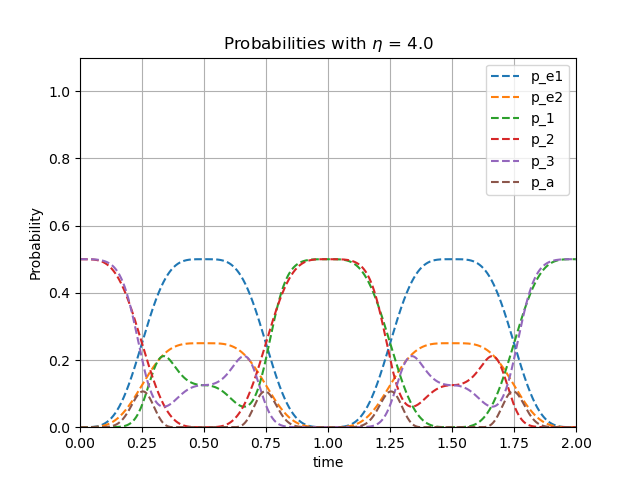 Probabilities with η = 4.0
Probability
1.0
0.8
0.6
0.4
0.2
0.0
p_e1
p_e2
p_1
p_2
p_3
p_a
0.00 0.25 0.50 0.75 1.00 1.25 1.50 1.75 2.00
time